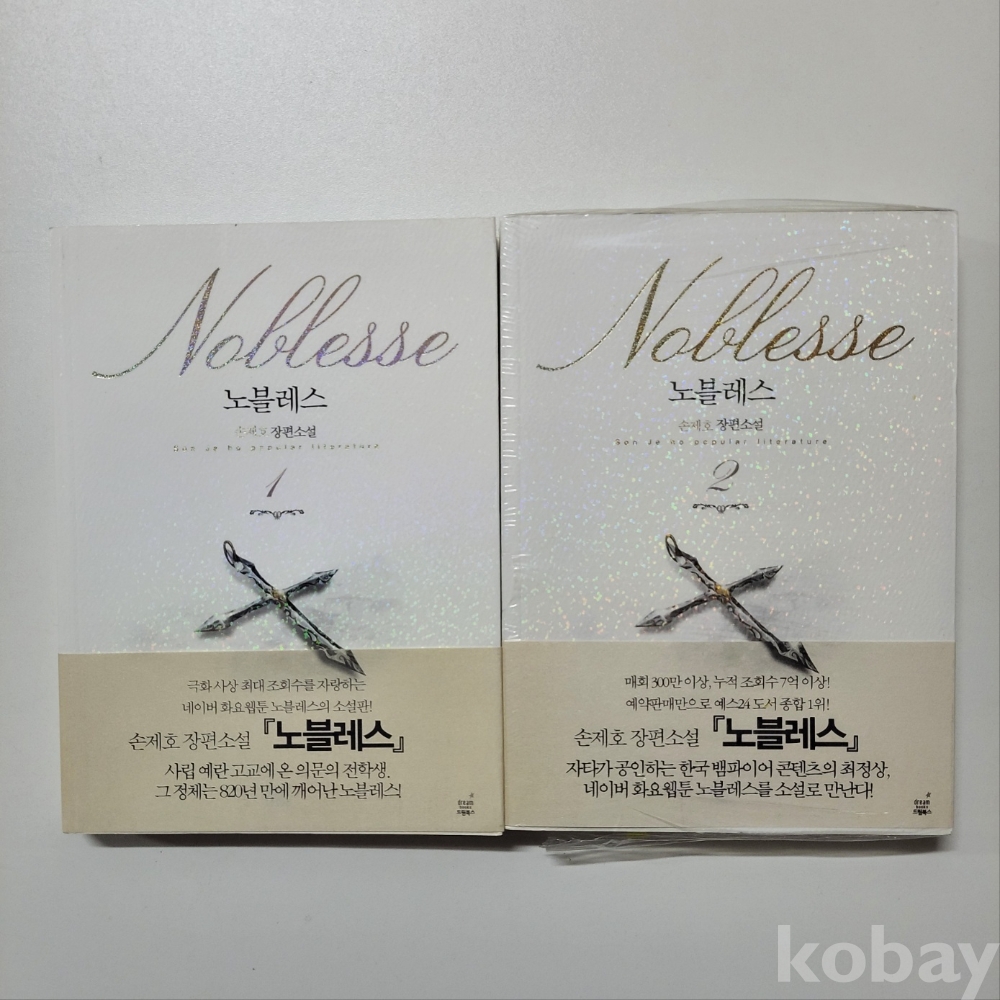 Noblesse
노블레스
손제호 장편소설
Son Je ho popular literature
1
극화 사상 최대 조회수를 자랑하는
네이버 화요웹툰 노블레스의 소설판!
손제호 장편소설 『노블레스』
사립 예란 고교에 온 의문의 전학생.
그 정체는 820년 만에 깨어난 노블레스!
books
드림북스
Noblesse
노블레스
손제호 장편소설
Son Je ho popular literature
2
매회 300만 이상, 누적 조회수 7억 이상!
예약판매만으로 예스24 도서 종합 1위!
손제호 장편소설 『노블레스』
자타가 공인하는 한국 뱀파이어 콘텐츠의 최정상,
네이버 화요웹툰 노블레스를 소설로 만난다!
books
드림북스
kobay